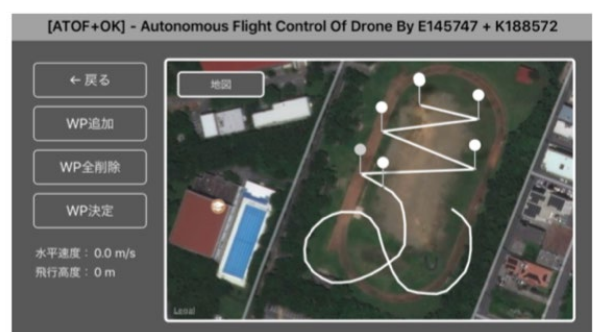 [ATOF+OK] - Autonomous Flight Control Of Drone By E145747 + K188572
← 戻る
地図
WP追加
WP全削除
WP決定
水平速度：0.0 m/s
飛行高度：0 m
Legal